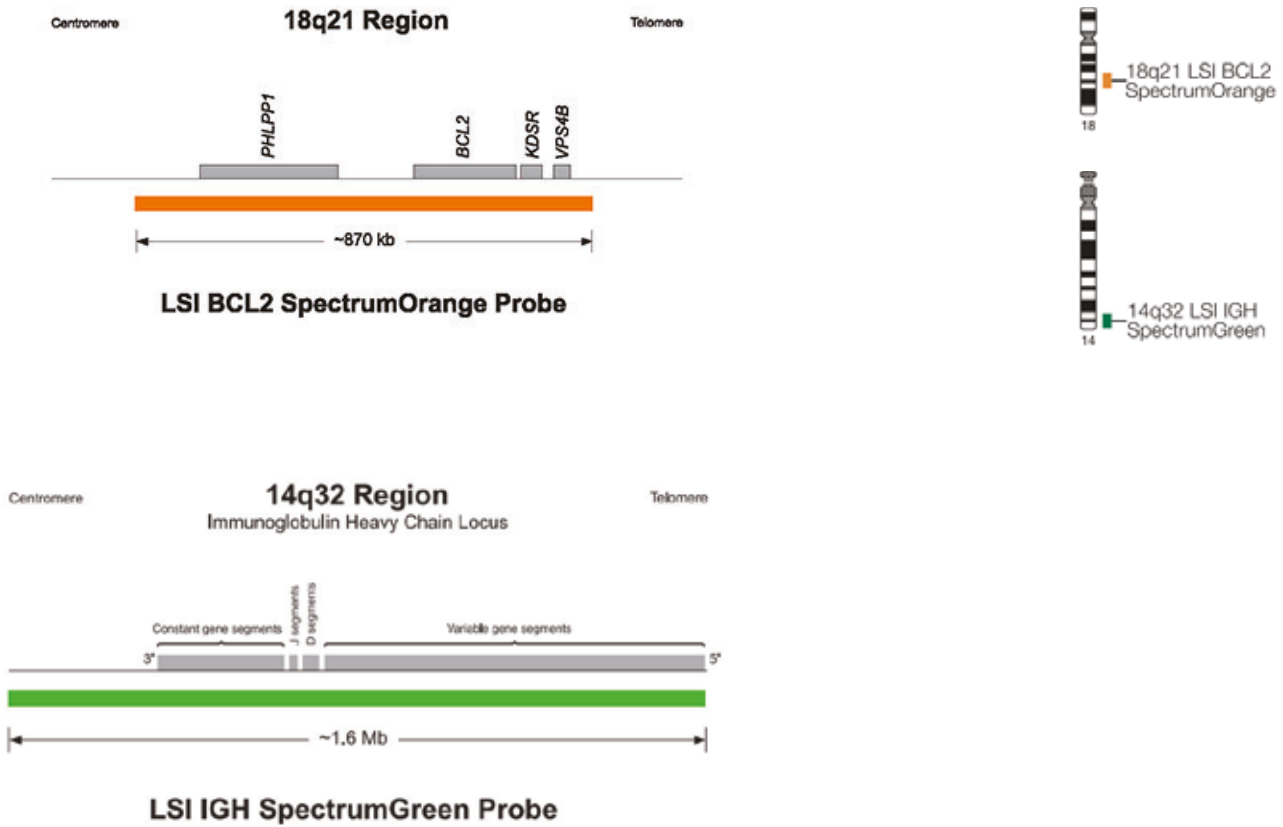 Centromere
18q21 Region
Telomere
PHLPP1
BCL2
KDSR
VPS4B
~870 kb
LSI BCL2 SpectrumOrange Probe
18q21 LSI BCL2
SpectrumOrange
18
14q32 LSI IGH
SpectrumGreen
14
Centromere
14q32 Region
Telomere
Immunoglobulin Heavy Chain Locus
Constant gene segments
J segments
D segments
Variable gene segments
3"
5"
~1.6 Mb
LSI IGH SpectrumGreen Probe